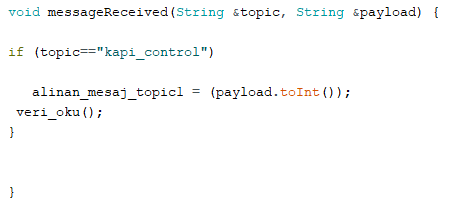 void messageReceived(String &topic, String &payload) {
if (topic=="kapi_control")
alinan_mesaj_topic1 = (payload.toInt());
veri_oku();
}
}